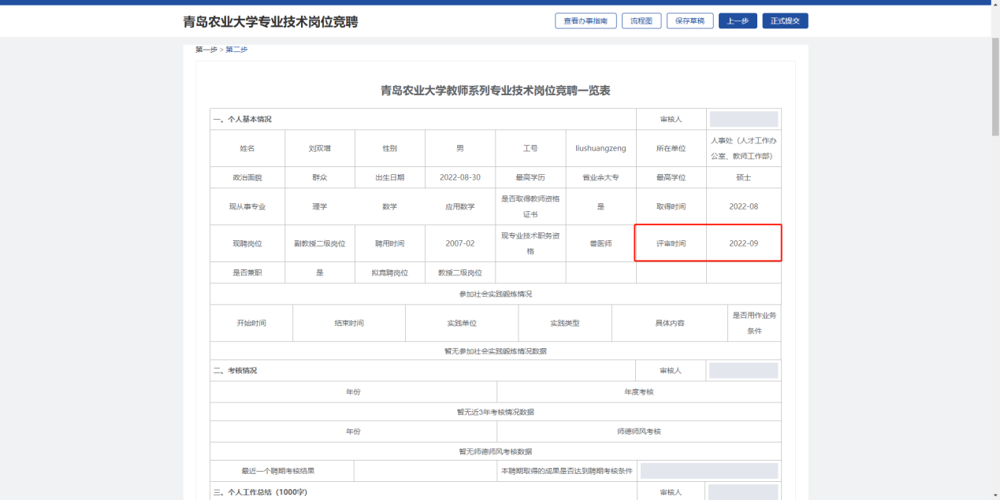 青岛农业大学专业技术岗位竞聘
查看办事指南 流程图 保存草稿 上一步 正式提交
第一步 > 第二步
青岛农业大学教师系列专业技术岗位竞聘一览表
一、个人基本情况 审核人
姓名 刘双增 性别 男 工号 liushuangzeng 所在单位 人事处（人才工作办
公室、教师工作部）
政治面貌 群众 出生日期 2022-08-30 最高学历 省业余大专 最高学位 硕士
现从事专业 理学 数学 应用数学 是否取得教师资格
证书 是 取得时间 2022-08
现聘岗位 副教授二级岗位 聘用时间 2007-02 现专业技术职务资
格 兽医师 评审时间 2022-09
是否兼职 是 拟竞聘岗位 教授二级岗位
参加社会实践锻炼情况
开始时间 结束时间 实践单位 实践类型 具体内容 是否用作业务
条件
暂无参加社会实践锻炼情况数据
二、考核情况 审核人
年份 年度考核
暂无近3年考核情况数据
年份 师德师风考核
暂无师德师风考核数据
最近一个聘期考核结果 本聘期取得的成果是否达到聘期考核条件
三、个人工作总结（1000字） 审核人